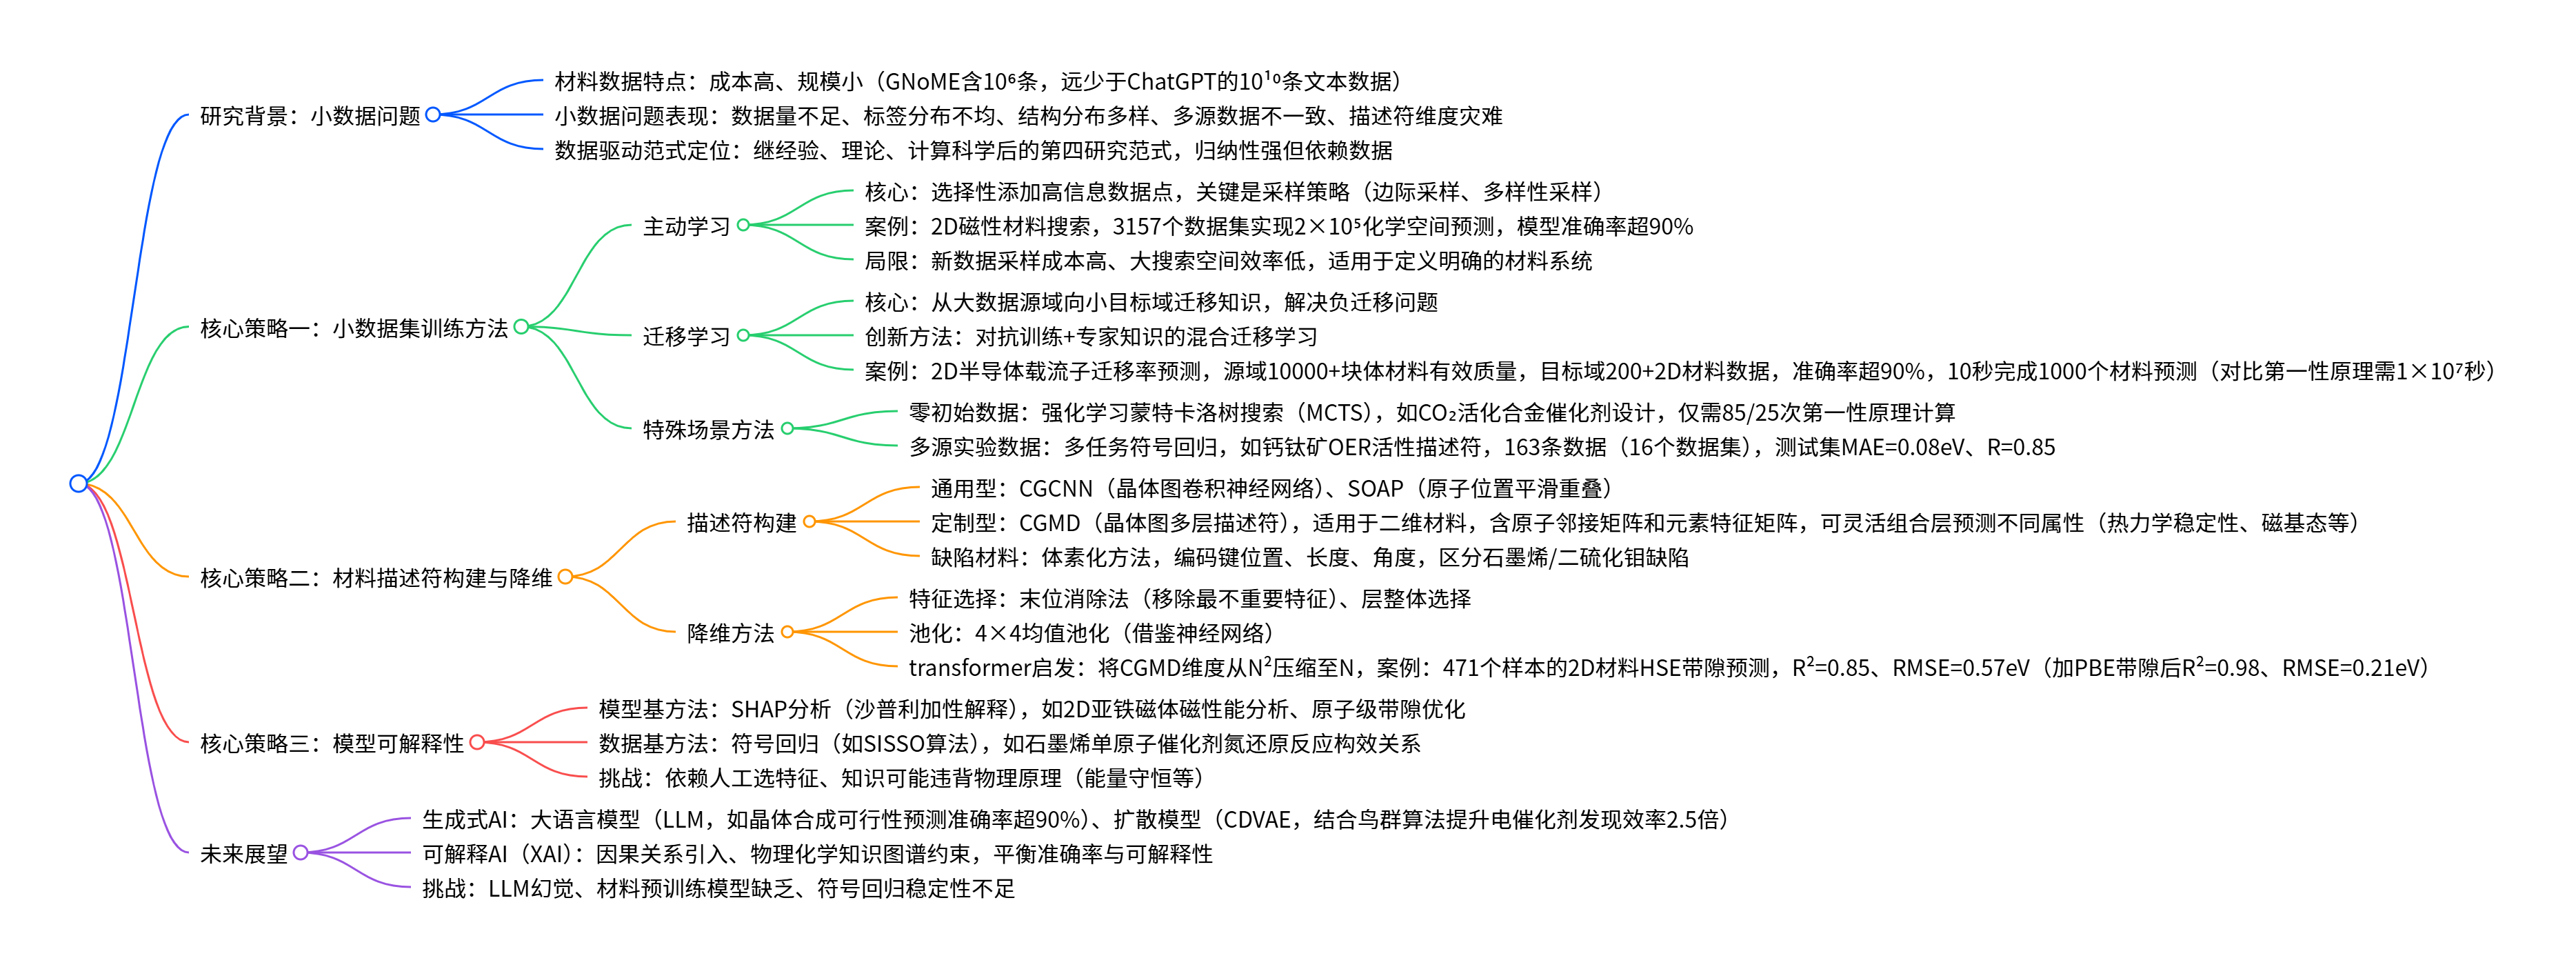 研究背景：小数据问题
材料数据特点：成本高、规模小（GNoME含10⁶条，远少于ChatGPT的10¹⁰条文本数据）
小数据问题表现：数据量不足、标签分布不均、结构分布多样、多源数据不一致、描述符维度灾难
数据驱动范式定位：继经验、理论、计算科学后的第四研究范式，归纳性强但依赖数据
核心策略一：小数据集训练方法
主动学习
核心：选择性添加高信息数据点，关键是采样策略（边际采样、多样性采样）
案例：2D磁性材料搜索，3157个数据集实现2×10⁵化学空间预测，模型准确率超90%
局限：新数据采样成本高、大搜索空间效率低，适用于定义明确的材料系统
迁移学习
核心：从大数据源域向小目标域迁移知识，解决负迁移问题
创新方法：对抗训练+专家知识的混合迁移学习
案例：2D半导体载流子迁移率预测，源域10000+块体材料有效质量，目标域200+2D材料数据，准确率超90%，10秒完成1000个材料预测（对比第一性原理需1×10⁷秒）
特殊场景方法
零初始数据：强化学习蒙特卡洛树搜索（MCTS），如CO₂活化合金催化剂设计，仅需85/25次第一性原理计算
多源实验数据：多任务符号回归，如钙钛矿OER活性描述符，163条数据（16个数据集），测试集MAE=0.08eV、R=0.85
核心策略二：材料描述符构建与降维
描述符构建
通用型：CGCNN（晶体图卷积神经网络）、SOAP（原子位置平滑重叠）
定制型：CGMD（晶体图多层描述符），适用于二维材料，含原子邻接矩阵和元素特征矩阵，可灵活组合层预测不同属性（热力学稳定性、磁基态等）
缺陷材料：体素化方法，编码键位置、长度、角度，区分石墨烯/二硫化钼缺陷
降维方法
特征选择：末位消除法（移除最不重要特征）、层整体选择
池化：4×4均值池化（借鉴神经网络）
transformer启发：将CGMD维度从N²压缩至N，案例：471个样本的2D材料HSE带隙预测，R²=0.85、RMSE=0.57eV（加PBE带隙后R²=0.98、RMSE=0.21eV）
核心策略三：模型可解释性
模型基方法：SHAP分析（沙普利加性解释），如2D亚铁磁体磁性能分析、原子级带隙优化
数据基方法：符号回归（如SISSO算法），如石墨烯单原子催化剂氮还原反应构效关系
挑战：依赖人工选特征、知识可能违背物理原理（能量守恒等）
未来展望
生成式AI：大语言模型（LLM，如晶体合成可行性预测准确率超90%）、扩散模型（CDVAE，结合鸟群算法提升电催化剂发现效率2.5倍）
可解释AI（XAI）：因果关系引入、物理化学知识图谱约束，平衡准确率与可解释性
挑战：LLM幻觉、材料预训练模型缺乏、符号回归稳定性不足